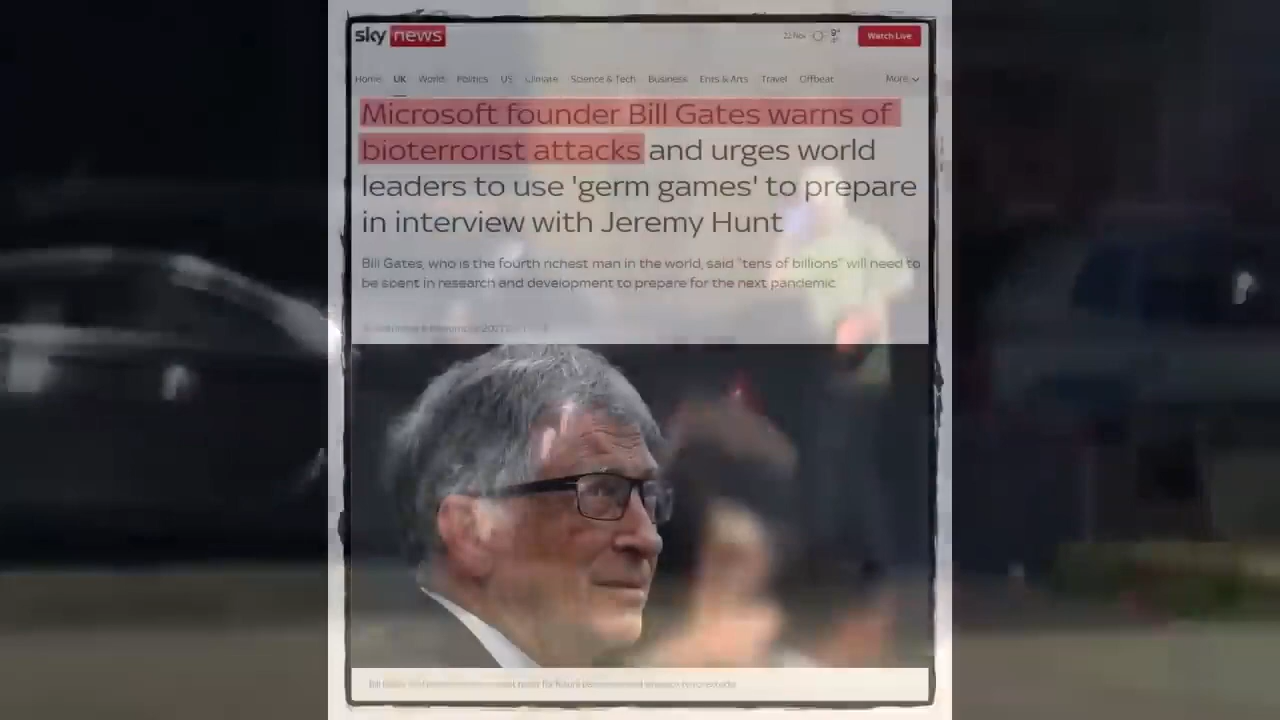 sky news
22 Nov 9°
Watch Live
Home UK World Politics US Climate Science & Tech Business Ents & Arts Travel Offbeat More
Microsoft founder Bill Gates warns of
bioterrorist attacks and urges world
leaders to use 'germ games' to prepare
in interview with Jeremy Hunt
Bill Gates, who is the fourth richest man in the world, said "tens of billions" will need to
be spent in research and development to prepare for the next pandemic